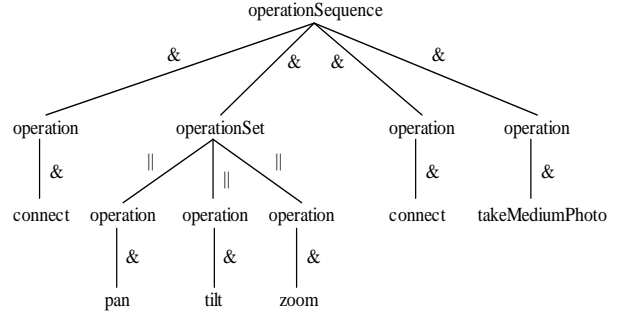 operationSequence
& & & &
operation operationSet operation operation
& || || || & &
connect operation operation operation connect takeMediumPhoto
& & &
pan tilt zoom